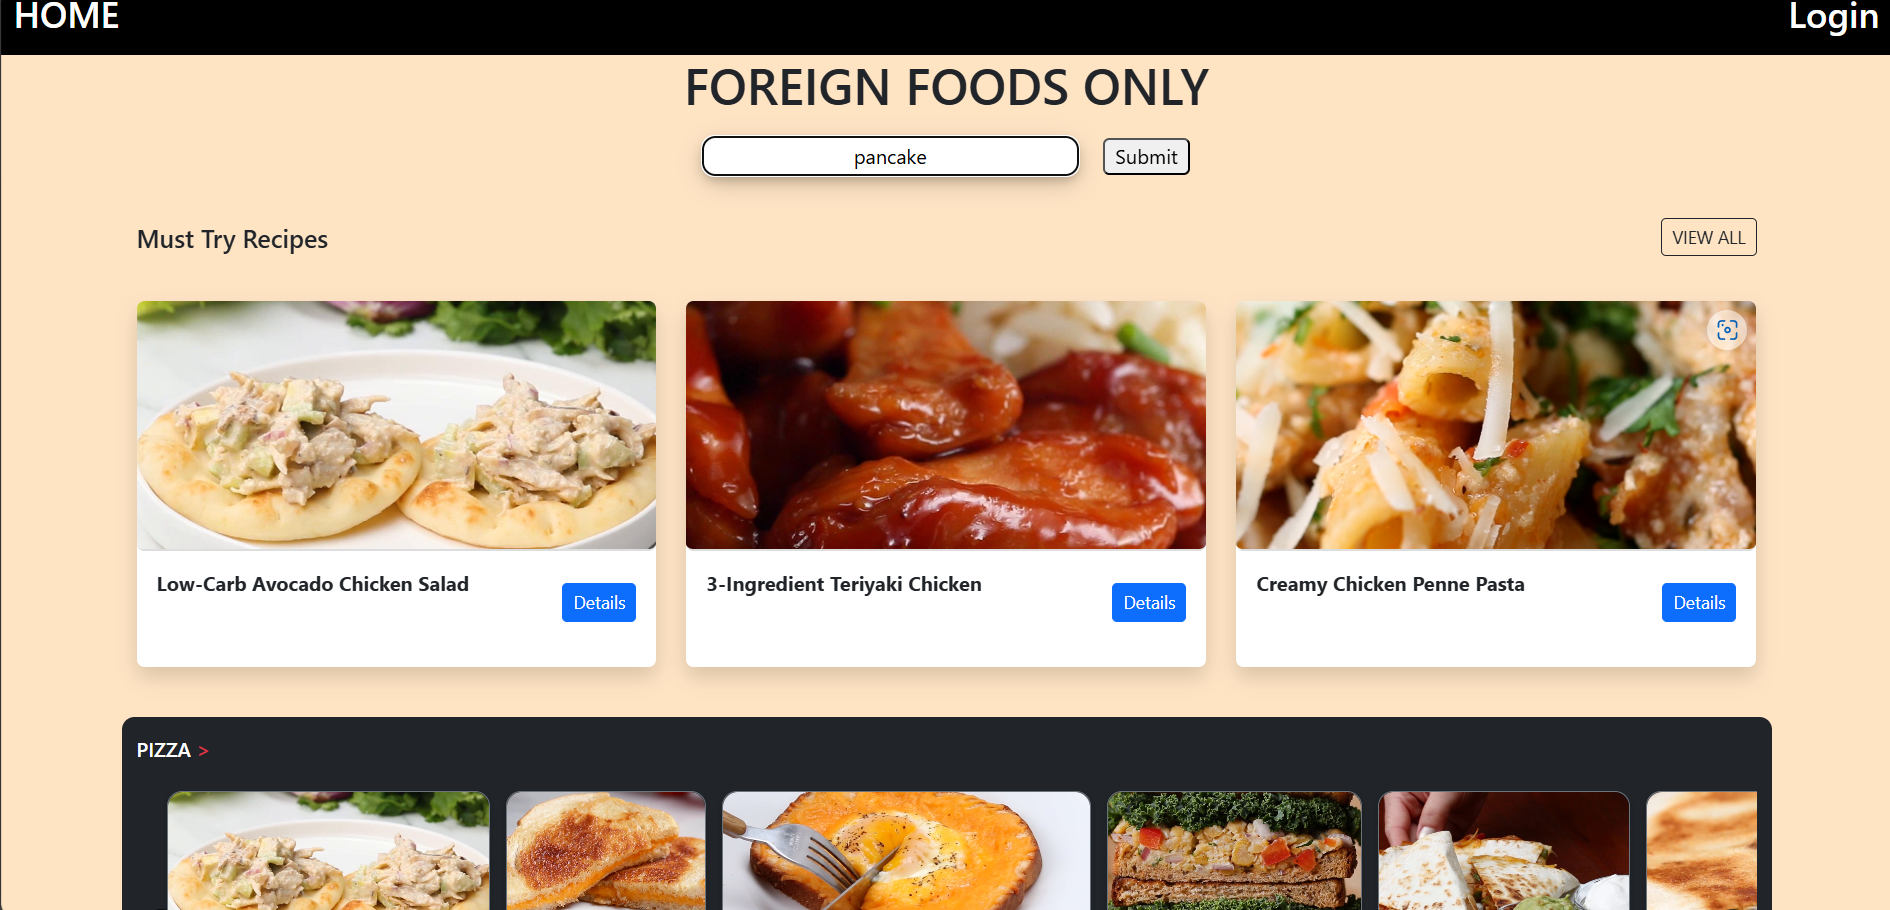 HOME
Login
FOREIGN FOODS ONLY
pancake
Submit
Must Try Recipes
VIEW ALL
Low-Carb Avocado Chicken Salad
Details
3-Ingredient Teriyaki Chicken
Details
Creamy Chicken Penne Pasta
Details
PIZZA >